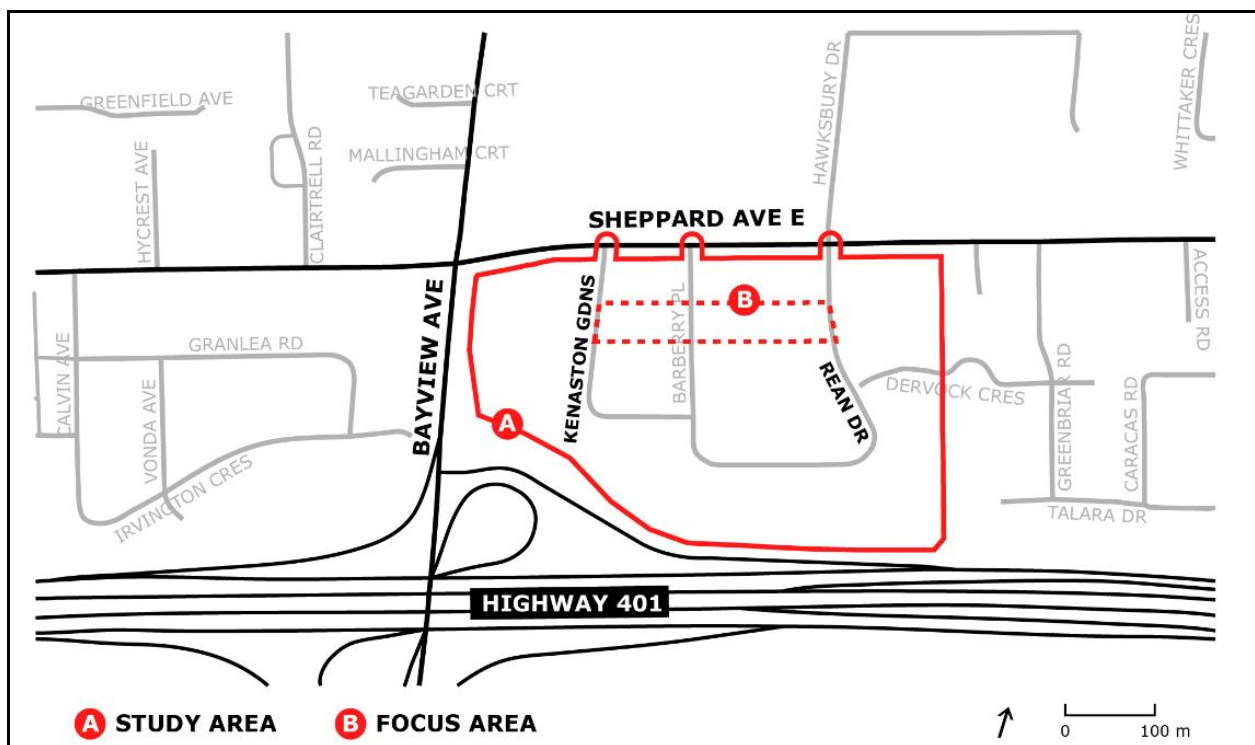 GREENFIELD AVE
TEAGARDEN CRT
MALLINGHAM CRT
HYCREST AVE
CLAIRTRELL RD
HAWKSBURY DR
WHITTAKER CRES
SHEPPARD AVE E
BAYVIEW AVE
KENASTON GDNS
BARBERRY PL
B
REAN DR
ACCESS RD
CALVIN AVE
GRANLEA RD
VONDA AVE
IRVINGTON CRES
A
DERVOCK CRES
GREENBRIAR RD
CARACAS RD
TALARA DR
HIGHWAY 401
A STUDY AREA
B FOCUS AREA
0 100 m